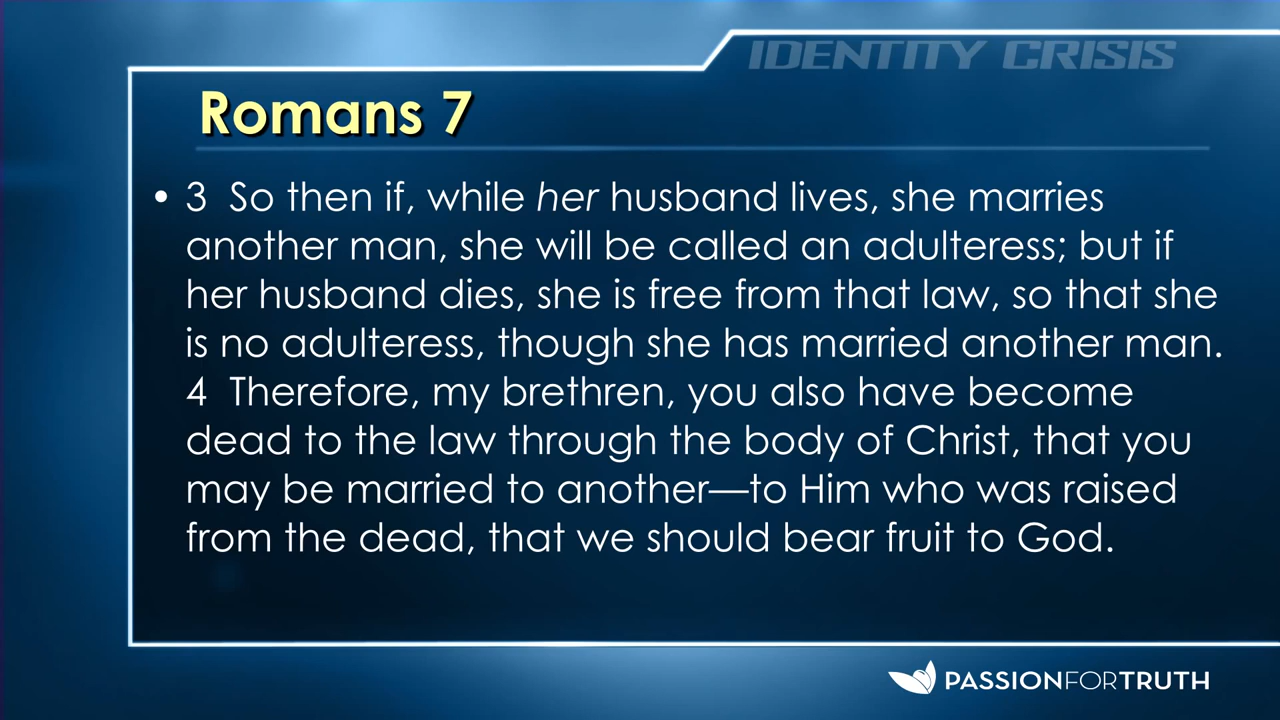 IDENTITY CRISIS
Romans 7
• 3 So then if, while her husband lives, she marries
another man, she will be called an adulteress; but if
her husband dies, she is free from that law, so that she
is no adulteress, though she has married another man.
4 Therefore, my brethren, you also have become
dead to the law through the body of Christ, that you
may be married to another—to Him who was raised
from the dead, that we should bear fruit to God.
PASSIONFORTRUTH